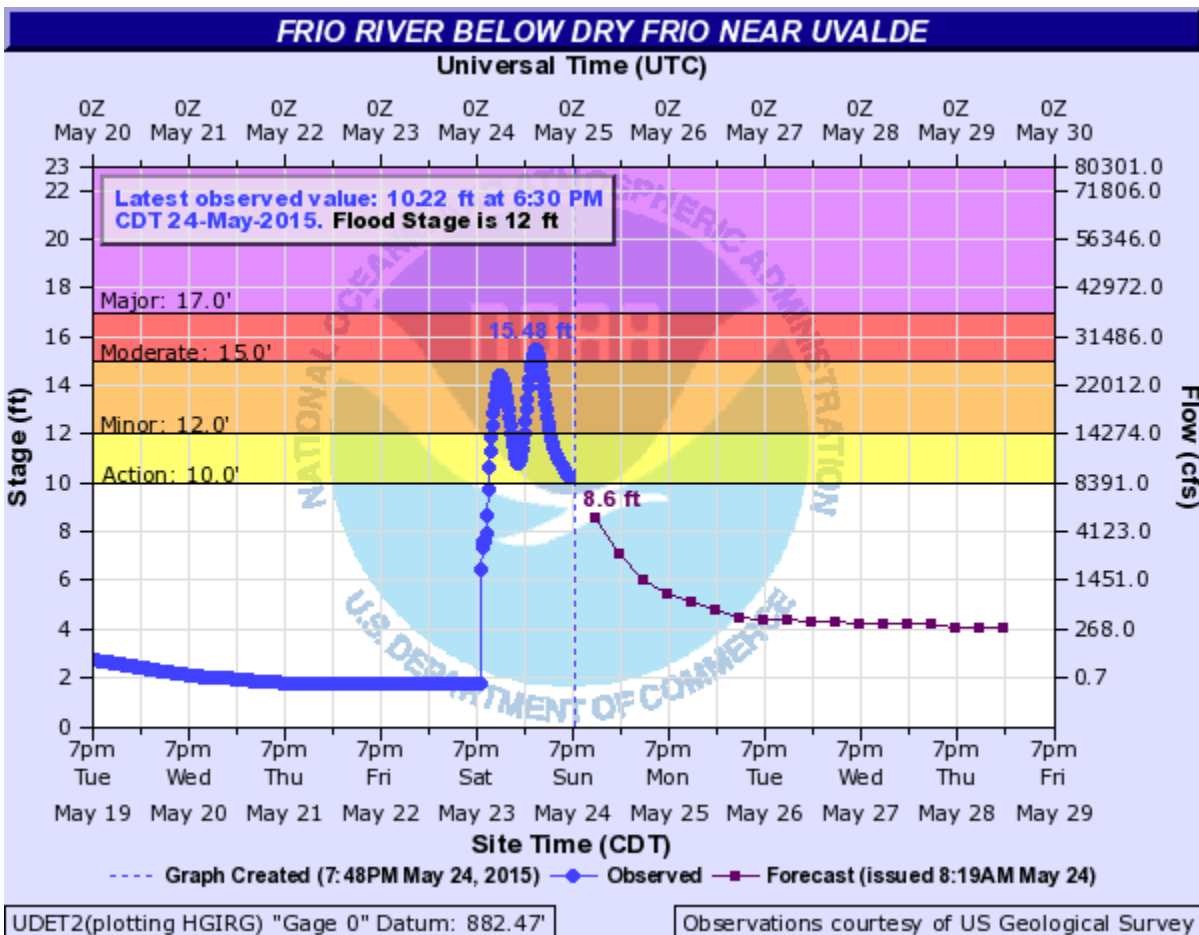 FRIO RIVER BELOW DRY FRIO NEAR UVALDE
Universal Time (UTC)
0Z 0Z 0Z 0Z 0Z 0Z 0Z 0Z 0Z 0Z 0Z
May 20 May 21 May 22 May 23 May 24 May 25 May 26 May 27 May 28 May 29 May 30
Latest observed value: 10.22 ft at 6:30 PM
CDT 24-May-2015. Flood Stage is 12 ft
23
22
20
18
16
14
12
10
8
6
4
2
0
Stage (ft)
80301.0
71806.0
56346.0
42972.0
31486.0
22012.0
14274.0
8391.0
4123.0
1451.0
268.0
0.7
Flow (cfs)
Major: 17.0'
Moderate: 15.0'
Minor: 12.0'
Action: 10.0'
15.48 ft
8.6 ft
NATIONAL OCEANIC AND ATMOSPHERIC ADMINISTRATION
NOAA
U.S. DEPARTMENT OF COMMERCE
7pm 7pm 7pm 7pm 7pm 7pm 7pm 7pm 7pm 7pm 7pm
Tue Wed Thu Fri Sat Sun Mon Tue Wed Thu Fri
May 19 May 20 May 21 May 22 May 23 May 24 May 25 May 26 May 27 May 28 May 29
Site Time (CDT)
Graph Created (7:48PM May 24, 2015) Observed Forecast (issued 8:19AM May 24)
UDET2(plotting HGIRG) "Gage 0" Datum: 882.47'
Observations courtesy of US Geological Survey